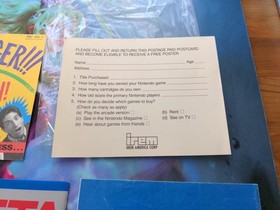 GER!!!
ESS...
PLEASE FILL OUT AND RETURN THIS POSTAGE PAID POSTCARD
AND BECOME ELIGIBLE TO RECEIVE A FREE POSTER
Name Age
Address
1. Title Purchased
2. How long have you owned your Nintendo game
3. How many cartridges do you own
4. How old is/are the primary Nintendo players
5. How do you decide which games to buy?
(Check as many as apply)
(a) Play the arcade version
(b) Rent
(c) See in the Nintendo Magazine
(d) See on TV
(e) Hear about games from friends
irem
IREM AMERICA CORP